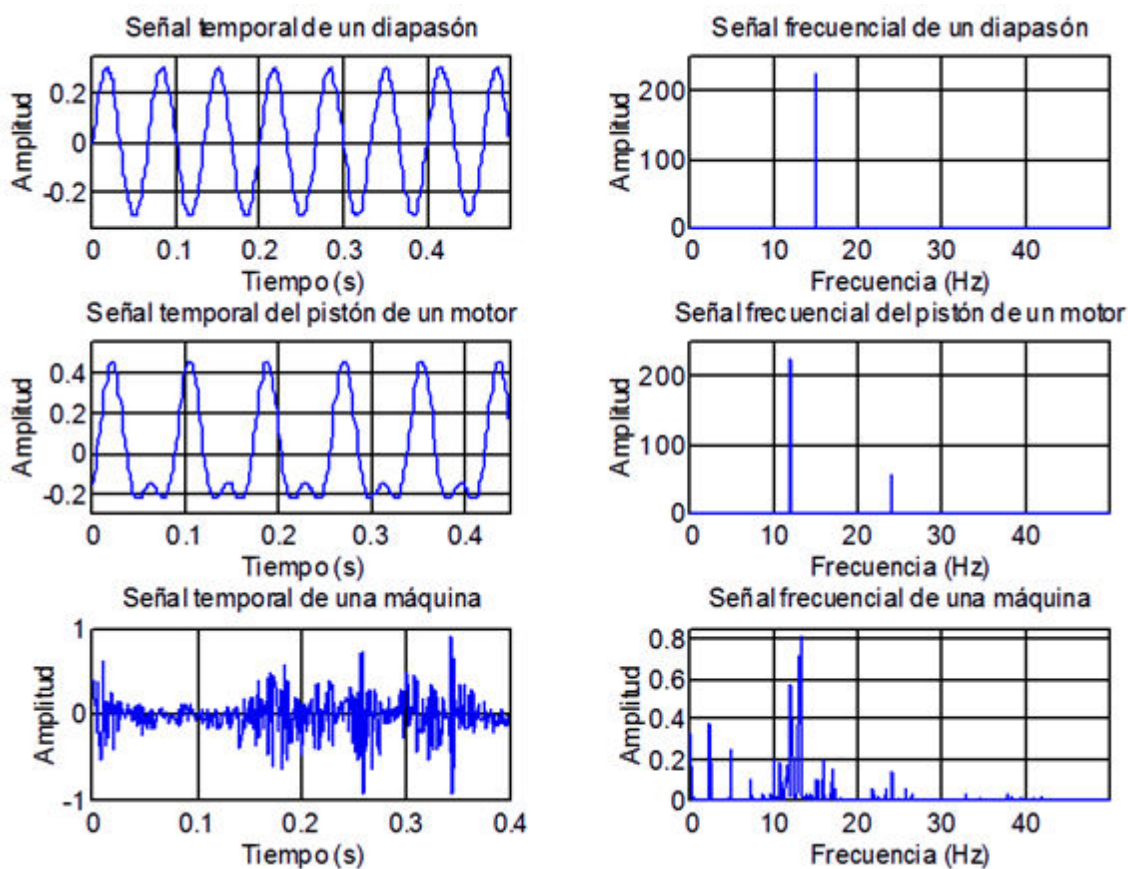 Señal temporal de un diapasón
Amplitud
0.2
0
-0.2
0 0.1 0.2 0.3 0.4
Tiempo (s)
Señal frecuencial de un diapasón
Amplitud
200
100
0
10 20 30 40
Frecuencia (Hz)
Señal temporal del pistón de un motor
Amplitud
0.4
0.2
0
-0.2
0 0.1 0.2 0.3 0.4
Tiempo (s)
Señal frecuencial del pistón de un motor
Amplitud
200
100
0
10 20 30 40
Frecuencia (Hz)
Señal temporal de una máquina
Amplitud
1
0
-1
0 0.1 0.2 0.3 0.4
Tiempo (s)
Señal frecuencial de una máquina
Amplitud
0.8
0.6
0.4
0.2
0
10 20 30 40
Frecuencia (Hz)